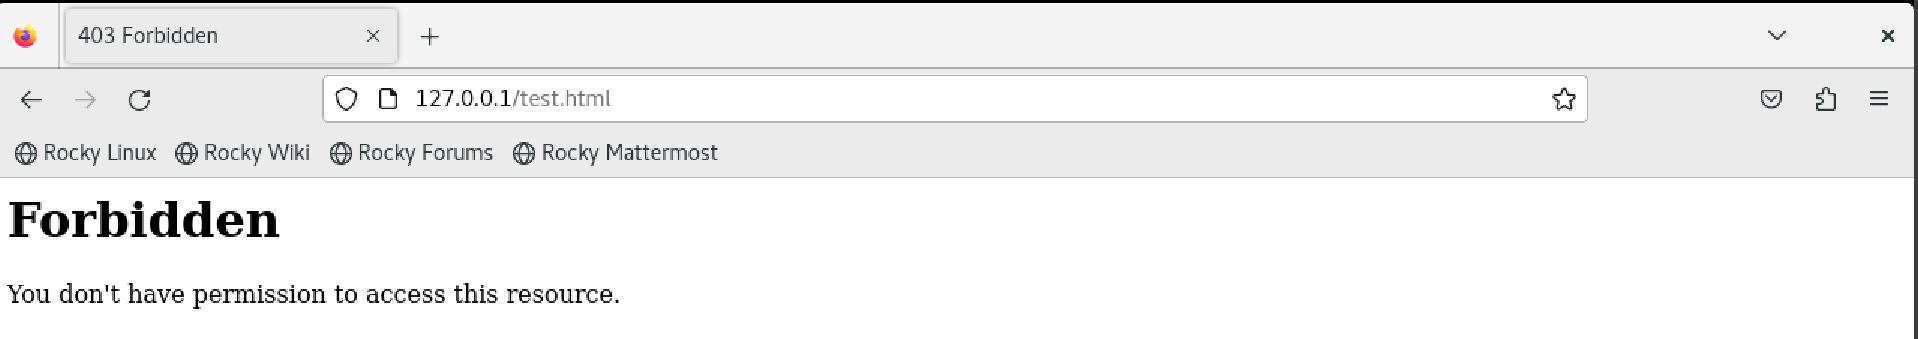 403 Forbidden
127.0.0.1/test.html
Rocky Linux Rocky Wiki Rocky Forums Rocky Mattermost
Forbidden
You don't have permission to access this resource.